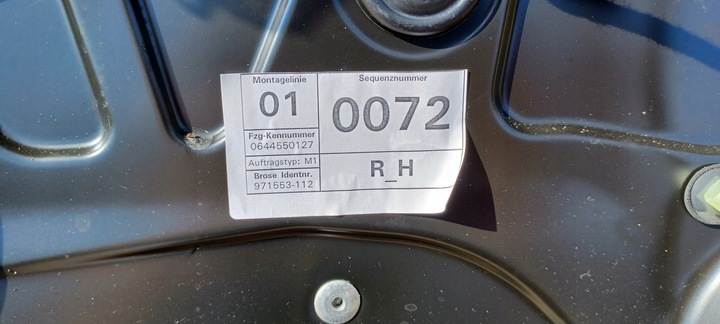 Montagelinie
01
Sequenznummer
0072
Fzg-Kennummer
0644550127
Auftragstyp: M1
Brose Identnr.
971553-112
R_H